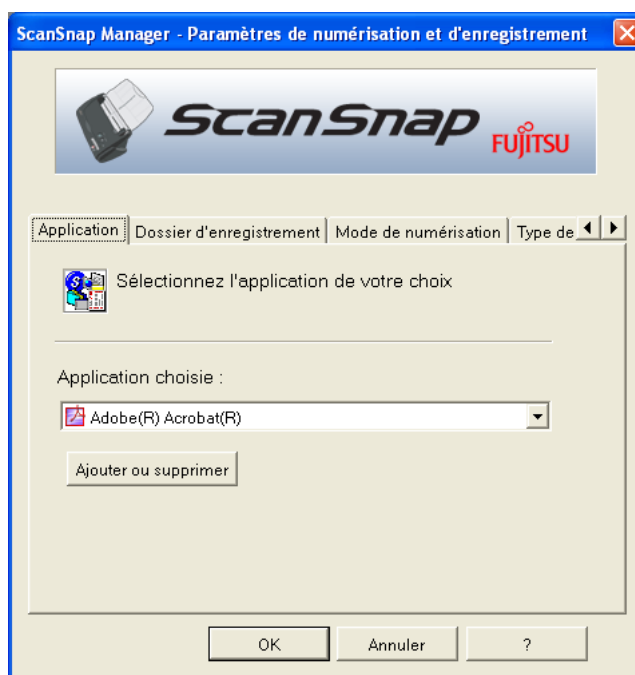 ScanSnap Manager - Paramètres de numérisation et d'enregistrement
ScanSnap
FUJITSU
Application
Dossier d'enregistrement
Mode de numérisation
Type de
Sélectionnez l'application de votre choix
Application choisie :
Adobe(R) Acrobat(R)
Ajouter ou supprimer
OK
Annuler
?